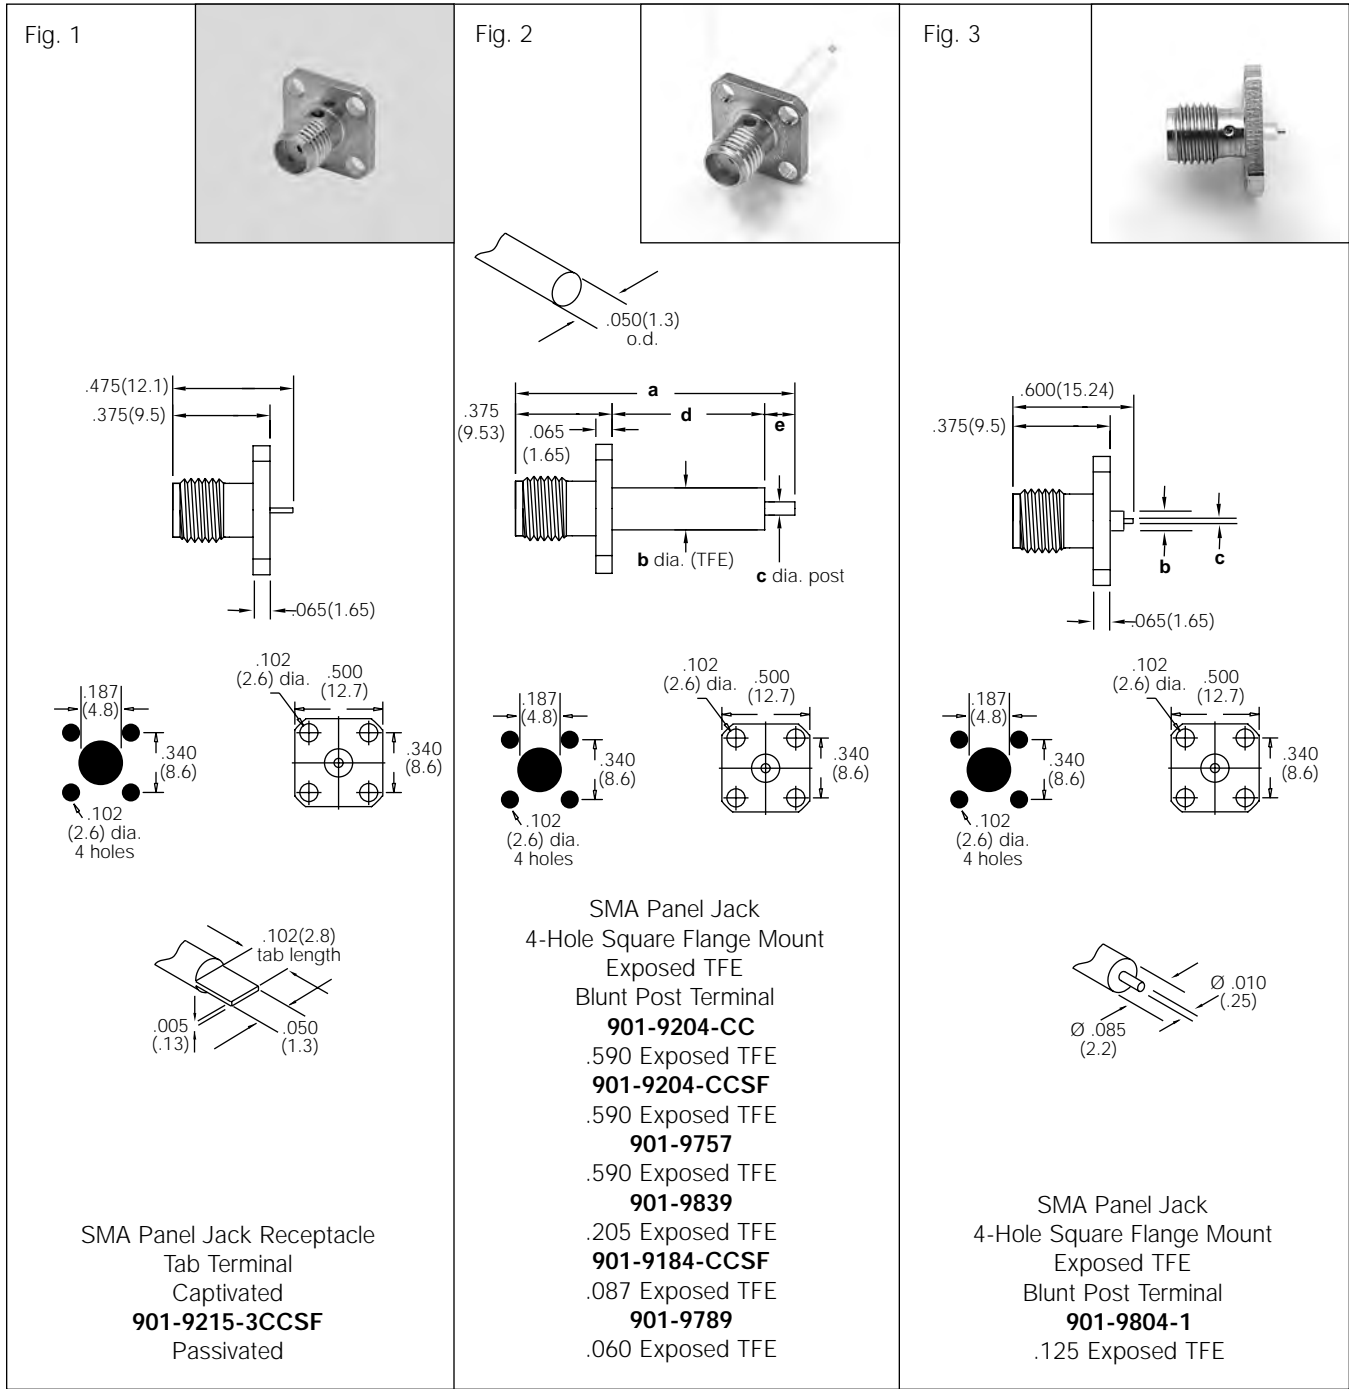 Fig. 1
.475(12.1)
.375(9.5)
.065(1.65)
.187
(4.8)
.340
(8.6)
.102
(2.6) dia.
4 holes
.102
(2.6) dia.
.500
(12.7)
.340
(8.6)
.102(2.8)
tab length
.005
(.13)
.050
(1.3)
SMA Panel Jack Receptacle
Tab Terminal
Captivated
901-9215-3CCSF
Passivated
Fig. 2
.050(1.3)
o.d.
a
.375
(9.53)
.065
(1.65)
d
e
b dia. (TFE)
c dia. post
.187
(4.8)
.340
(8.6)
.102
(2.6) dia.
4 holes
.102
(2.6) dia.
.500
(12.7)
.340
(8.6)
SMA Panel Jack
4-Hole Square Flange Mount
Exposed TFE
Blunt Post Terminal
901-9204-CC
.590 Exposed TFE
901-9204-CCSF
.590 Exposed TFE
901-9757
.590 Exposed TFE
901-9839
.205 Exposed TFE
901-9184-CCSF
.087 Exposed TFE
901-9789
.060 Exposed TFE
Fig. 3
.600(15.24)
.375(9.5)
b
c
.065(1.65)
.187
(4.8)
.340
(8.6)
.102
(2.6) dia.
4 holes
.102
(2.6) dia.
.500
(12.7)
.340
(8.6)
Ø .010
(.25)
Ø .085
(2.2)
SMA Panel Jack
4-Hole Square Flange Mount
Exposed TFE
Blunt Post Terminal
901-9804-1
.125 Exposed TFE